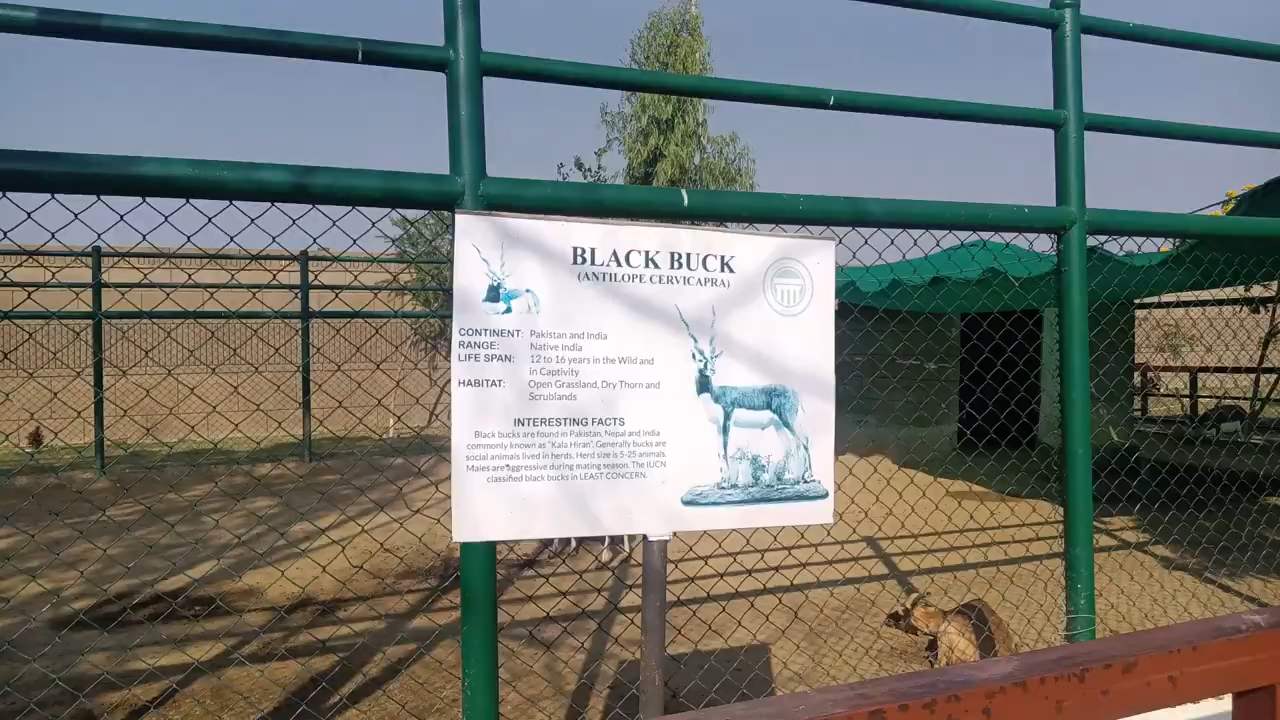 BLACK BUCK
(ANTILOPE CERVICAPRA)
CONTINENT: Pakistan and India
RANGE: Native India
LIFE SPAN: 12 to 16 years in the Wild and
in Captivity
HABITAT: Open Grassland, Dry Thorn and
Scrublands
INTERESTING FACTS
Black bucks are found in Pakistan, Nepal and India
commonly known as "Kala Hiran". Generally bucks are
social animals lived in herds. Herd size is 5-25 animals.
Males are aggressive during mating season. The IUCN
classified black bucks in LEAST CONCERN.